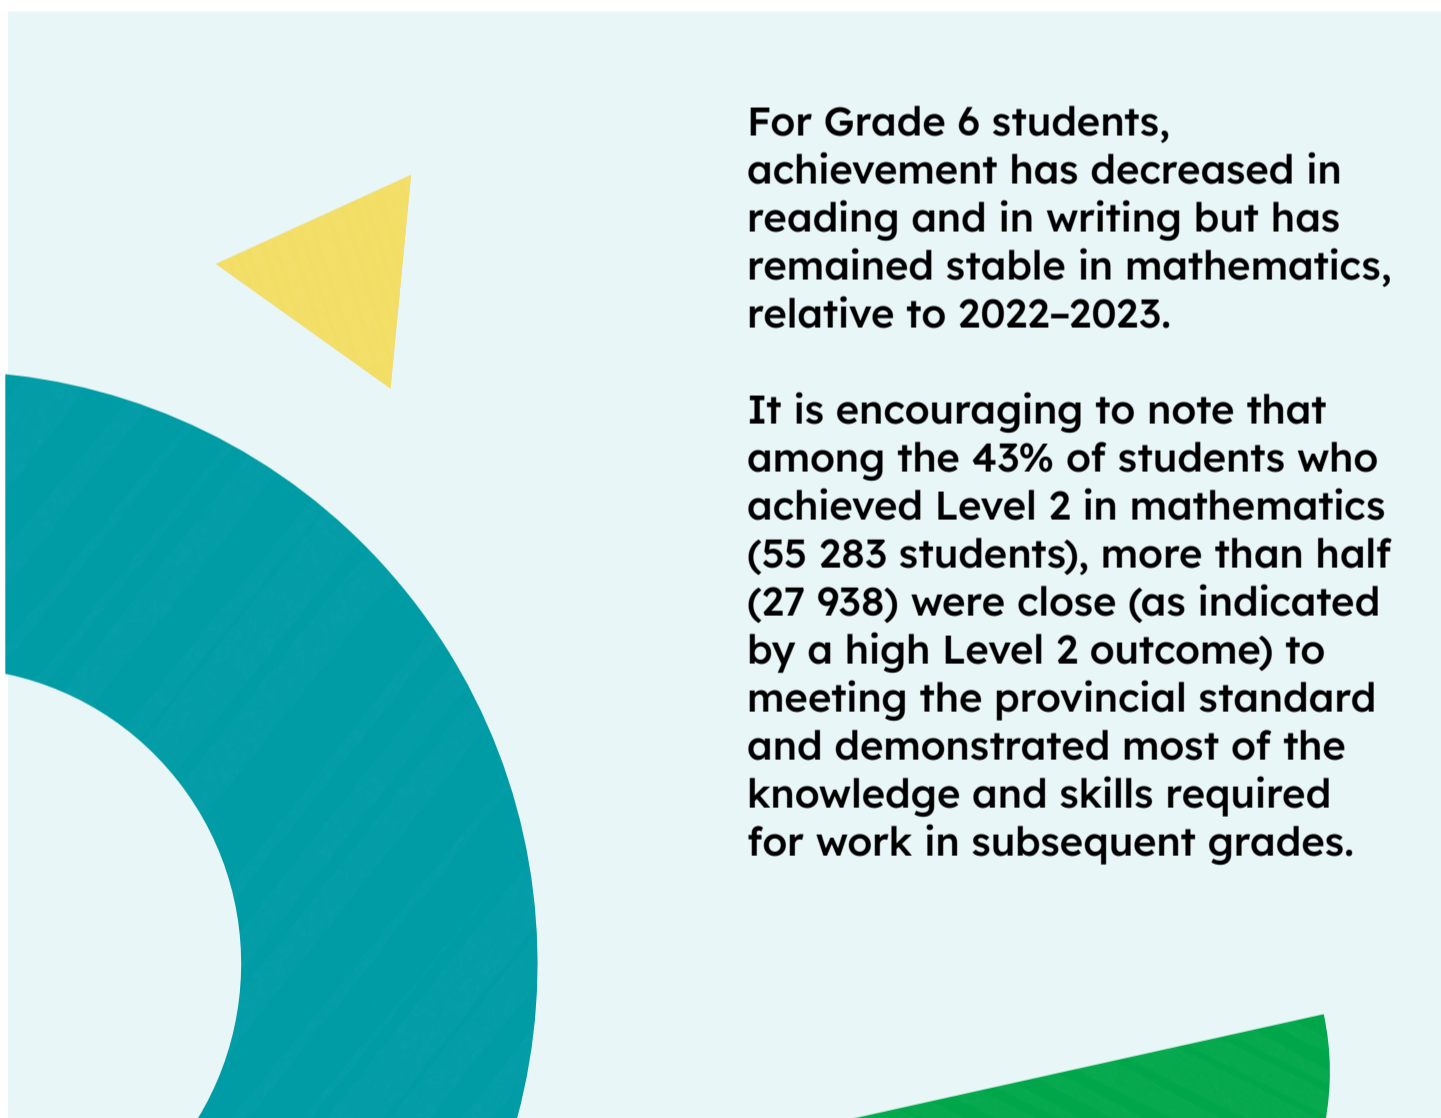 For Grade 6 students,
achievement has decreased in
reading and in writing but has
remained stable in mathematics,
relative to 2022–2023.
It is encouraging to note that
among the 43% of students who
achieved Level 2 in mathematics
(55 283 students), more than half
(27 938) were close (as indicated
by a high Level 2 outcome) to
meeting the provincial standard
and demonstrated most of the
knowledge and skills required
for work in subsequent grades.